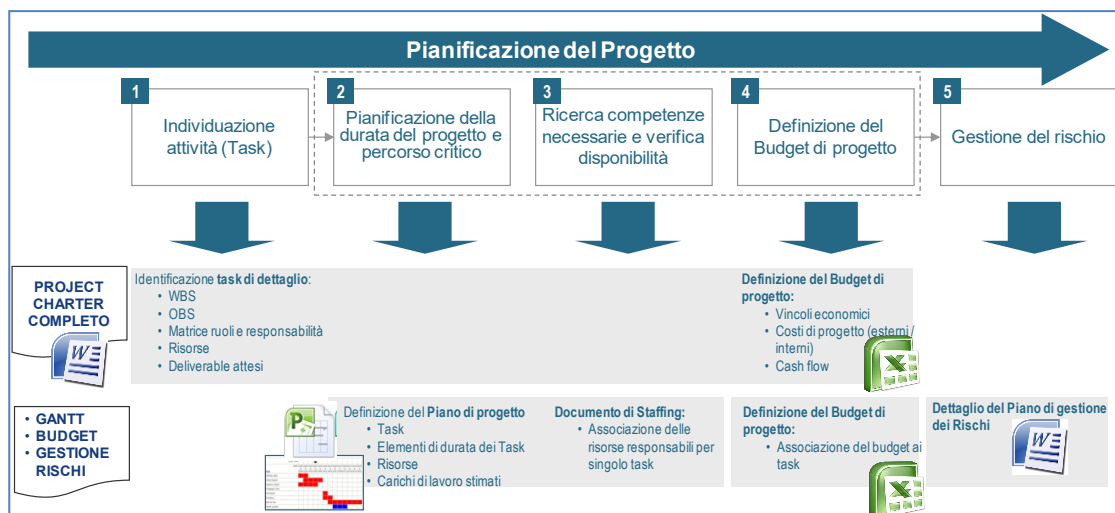 Pianificazione del Progetto
1
Individuazione
attività (Task)
2
Pianificazione della
durata del progetto e
percorso critico
3
Ricerca competenze
necessarie e verifica
disponibilità
4
Definizione del
Budget di progetto
5
Gestione del rischio
PROJECT
CHARTER
COMPLETO
W
Identificazione task di dettaglio:
• WBS
• OBS
• Matrice ruoli e responsabilità
• Risorse
• Deliverable attesi
Definizione del Budget di
progetto:
• Vincoli economici
• Costi di progetto (esterni /
interni)
• Cash flow
X
• GANTT
• BUDGET
• GESTIONE
RISCHI
P
Definizione del Piano di progetto
• Task
• Elementi di durata dei Task
• Risorse
• Carichi di lavoro stimati
Documento di Staffing:
• Associazione delle
risorse responsabili per
singolo task
Definizione del Budget di
progetto:
• Associazione del budget ai
task
X
Dettaglio del Piano di gestione
dei Rischi
W